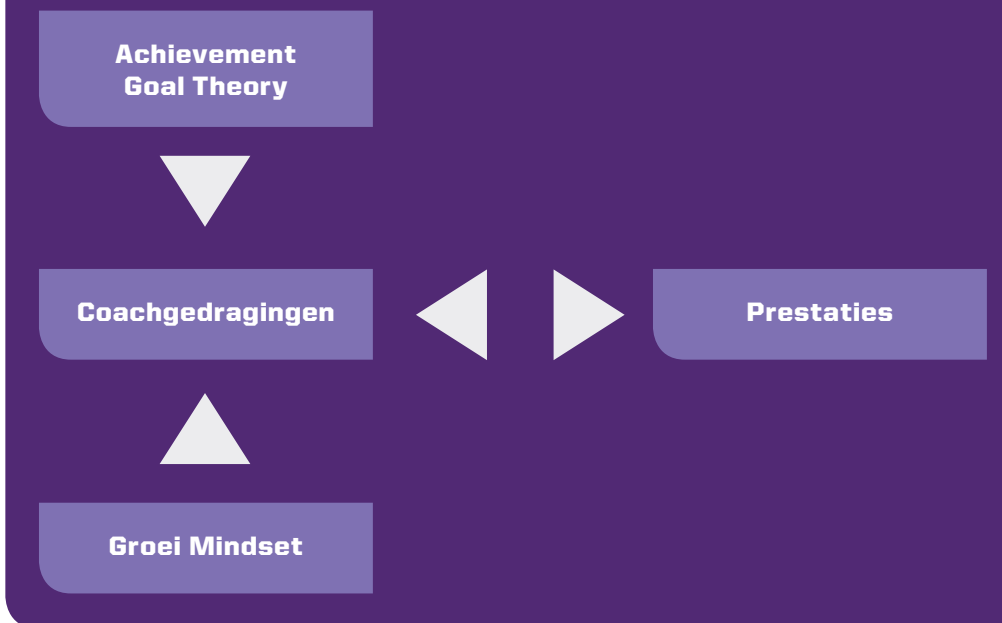 Achievement
Goal Theory
Coachgedragingen
Prestaties
Groei Mindset